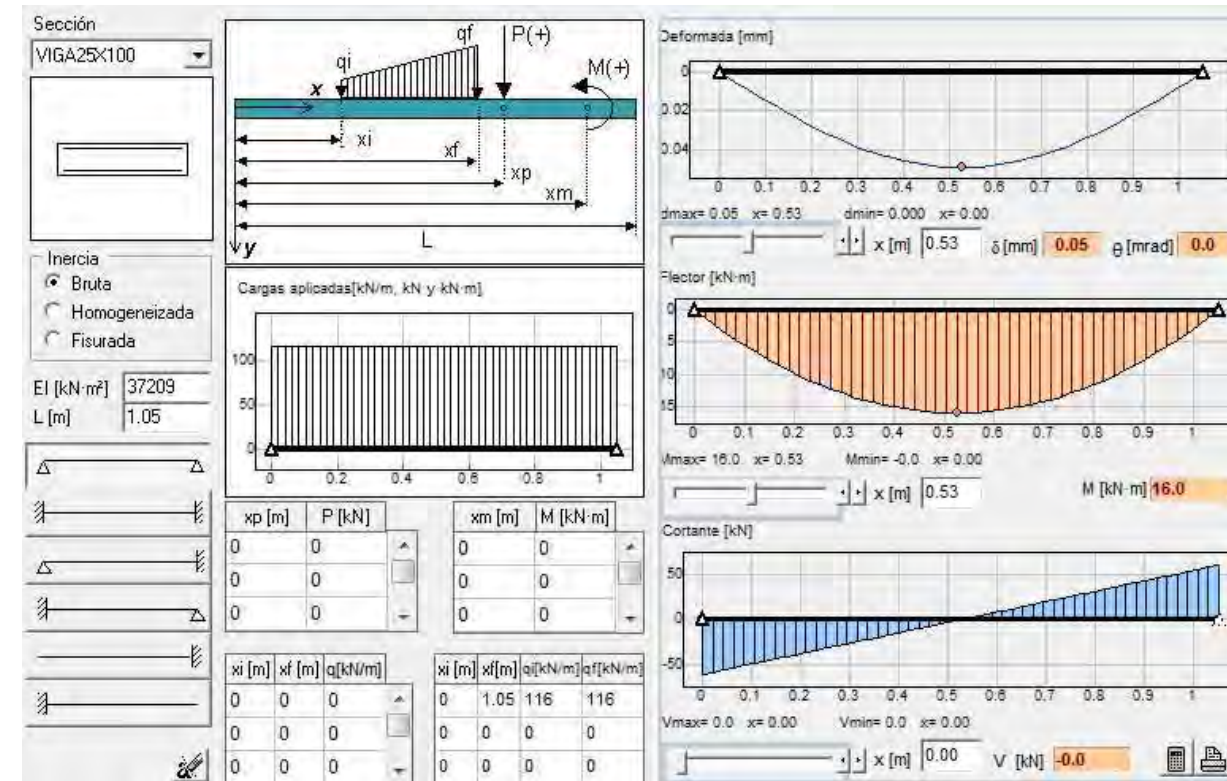 Sección
VIGA25X100
Inercia
Bruta
Homogeneizada
Fisurada
EI [kN·m²] 37209
L [m] 1.05
qi
qf
P(+)
M(+)
x
xi
xf
xp
xm
L
y
Cargas aplicadas[kN/m, kN y kN·m]
100
50
0
0 0.2 0.4 0.6 0.8 1
xp [m] P [kN]
0 0
0 0
0 0
xm [m] M [kN·m]
0 0
0 0
0 0
xi [m] xf [m] q[kN/m]
0 0 0
0 0 0
0 0 0
xi [m] xf[m] qi[kN/m] qf[kN/m]
0 1.05 116 116
0 0 0 0
0 0 0 0
Deformada [mm]
0
0.02
0.04
0 0.1 0.2 0.3 0.4 0.5 0.6 0.7 0.8 0.9 1
dmax= 0.05 x= 0.53 dmin= 0.000 x= 0.00
x [m] 0.53 δ [mm] 0.05 θ [mrad] 0.0
Flector [kN·m]
0
5
10
15
0 0.1 0.2 0.3 0.4 0.5 0.6 0.7 0.8 0.9 1
Mmax= 16.0 x= 0.53 Mmin= -0.0 x= 0.00
x [m] 0.53 M [kN·m] 16.0
Cortante [kN]
50
0
-50
0 0.1 0.2 0.3 0.4 0.5 0.6 0.7 0.8 0.9 1
Vmax= 0.0 x= 0.00 Vmin= 0.0 x= 0.00
x [m] 0.00 V [kN] -0.0